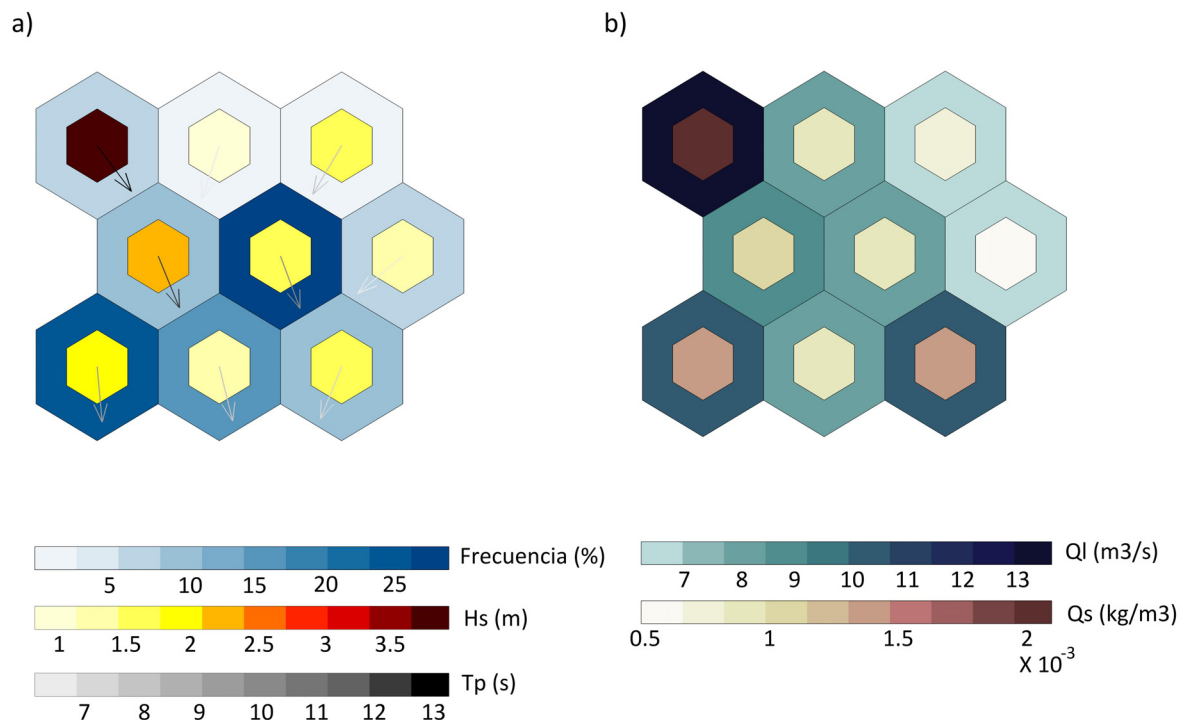 a)
b)
Frecuencia (%)
5 10 15 20 25
Hs (m)
1 1.5 2 2.5 3 3.5
Tp (s)
7 8 9 10 11 12 13
Ql (m3/s)
7 8 9 10 11 12 13
Qs (kg/m3)
0.5 1 1.5 2
X 10⁻³